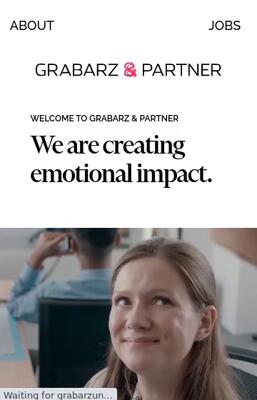 ABOUT JOBS
GRABARZ & PARTNER
WELCOME TO GRABARZ & PARTNER
We are creating
emotional impact.
Waiting for grabarzun...